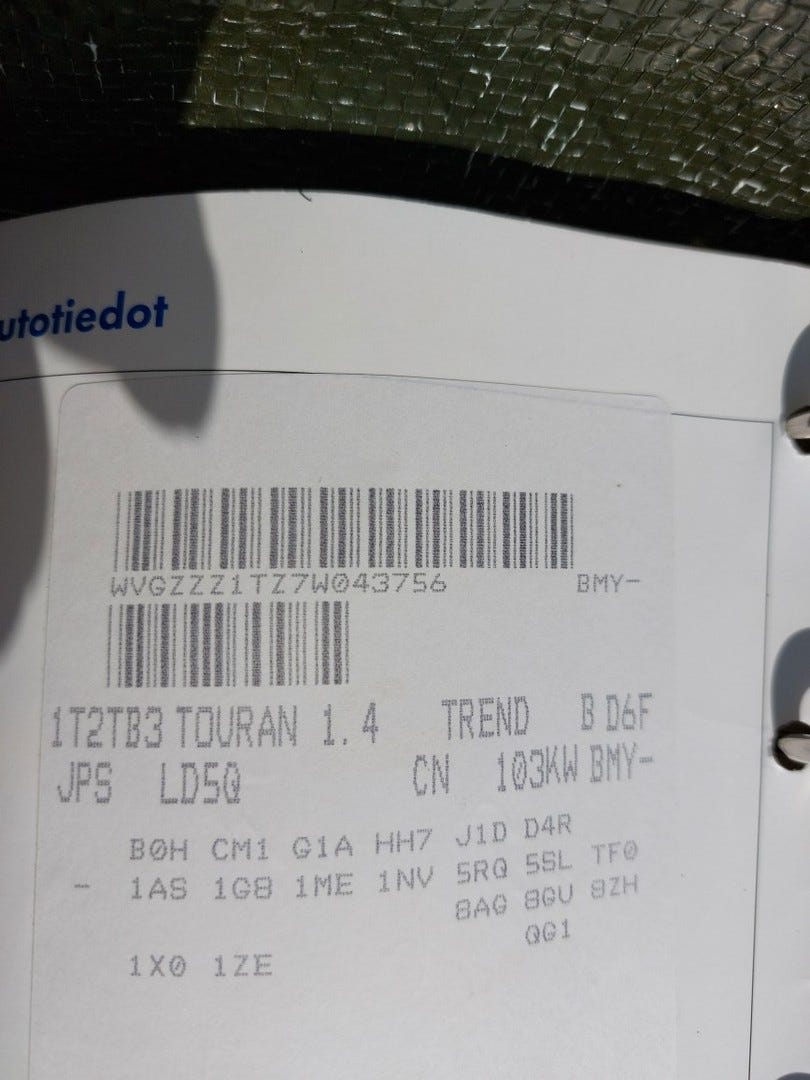 utotiedot
WVGZZZ1TZ7W043756 BMY-
1T2TB3 TOURAN 1.4 TREND B D6F
JPS LD5Q CN 103KW BMY-
B0H CM1 G1A HH7 J1D D4R
- 1AS 1G8 1ME 1NV 5RQ 5SL TF0
8AG 8GU 8ZH
QG1
1X0 1ZE